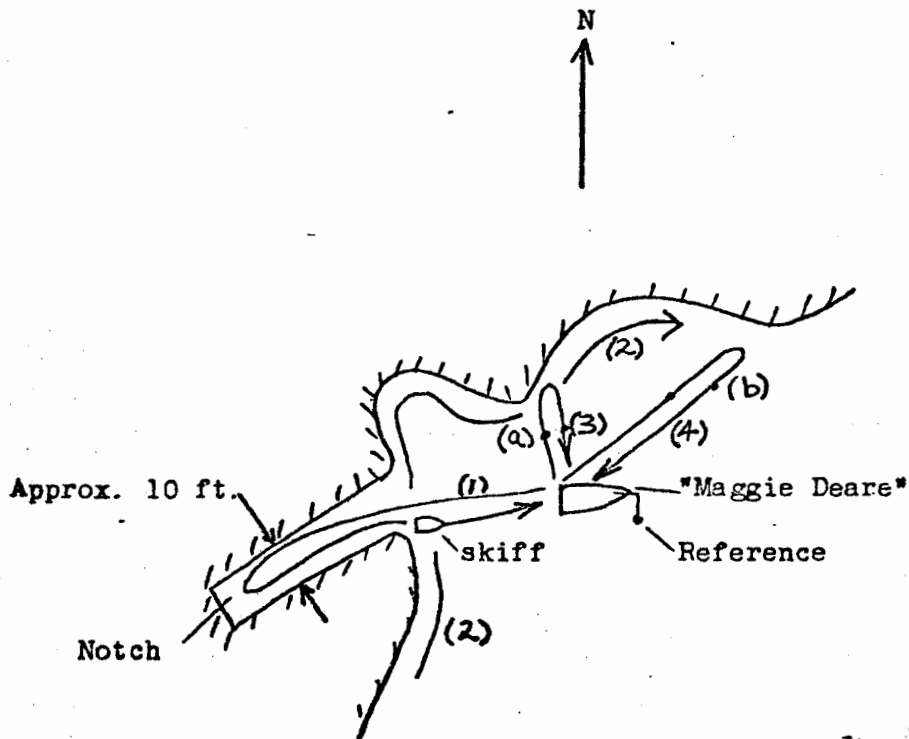 N
(2)
(b)
(a)
(3)
(4)
Approx. 10 ft.
(1)
"Maggie Deare"
skiff
Reference
Notch
(2)